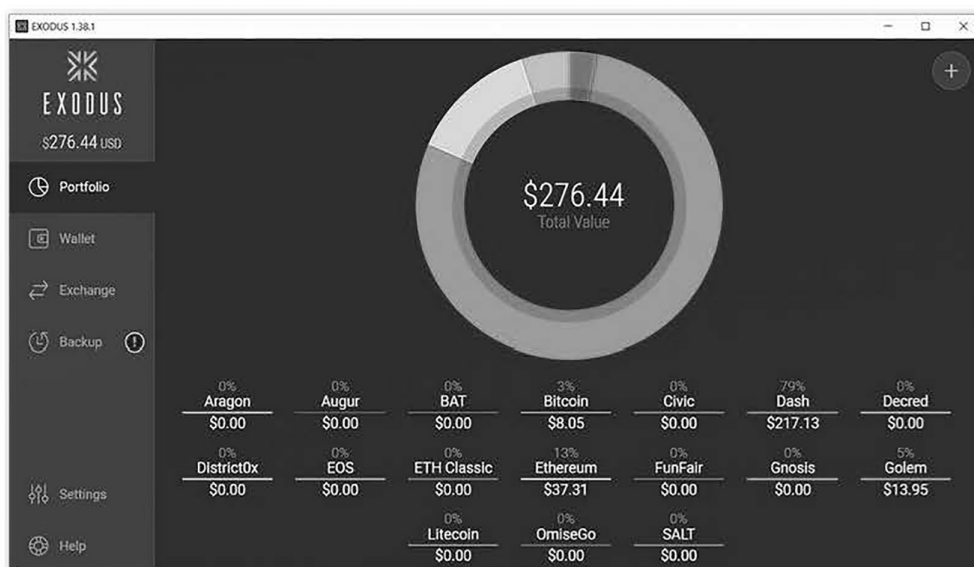 EXODUS 1.38.1
EXODUS
$276.44 USD
Portfolio
Wallet
Exchange
Backup
Settings
Help
$276.44
Total Value
0% 0% 0% 3% 0% 79% 0%
Aragon Augur BAT Bitcoin Civic Dash Decred
$0.00 $0.00 $0.00 $8.05 $0.00 $217.13 $0.00
0% 0% 0% 13% 0% 0% 5%
District0x EOS ETH Classic Ethereum FunFair Gnosis Golem
$0.00 $0.00 $0.00 $37.31 $0.00 $0.00 $13.95
0% 0% 0%
Litecoin OmiseGo SALT
$0.00 $0.00 $0.00